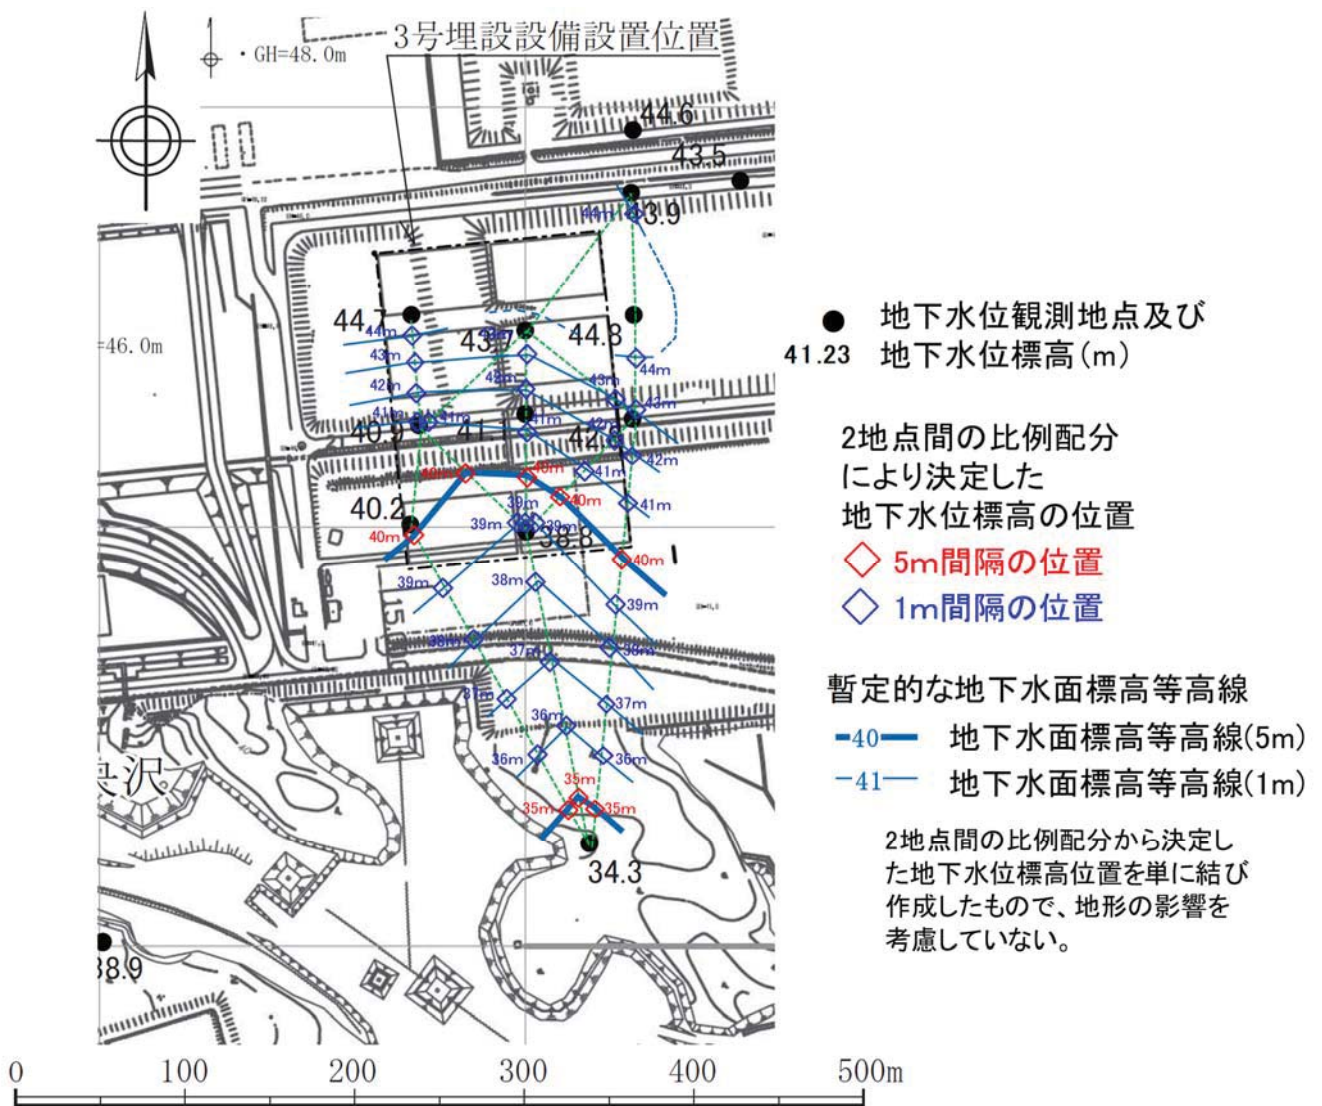 3号埋設設備設置位置
・GH=48.0m
44.6
43.5
44m
3.9
=46.0m
44.7
43.7
44.8
44m
44m
43m
43m
43m
42m
42m
42m
42m
41m
41m
41m
41m
41m
40.9
40.2
40m
40m
40m
40m
40m
39m
39m
39m
38.8
39m
39m
38m
38m
38m
37m
37m
37m
36m
36m
36m
35m
35m
35m
34.3
沢
38.9
地下水位観測地点及び
41.23 地下水位標高(m)
2地点間の比例配分
により決定した
地下水位標高の位置
5m間隔の位置
1m間隔の位置
暫定的な地下水面標高等高線
40 地下水面標高等高線(5m)
41 地下水面標高等高線(1m)
2地点間の比例配分から決定し
た地下水位標高位置を単に結び
作成したもので、地形の影響を
考慮していない。
0 100 200 300 400 500m